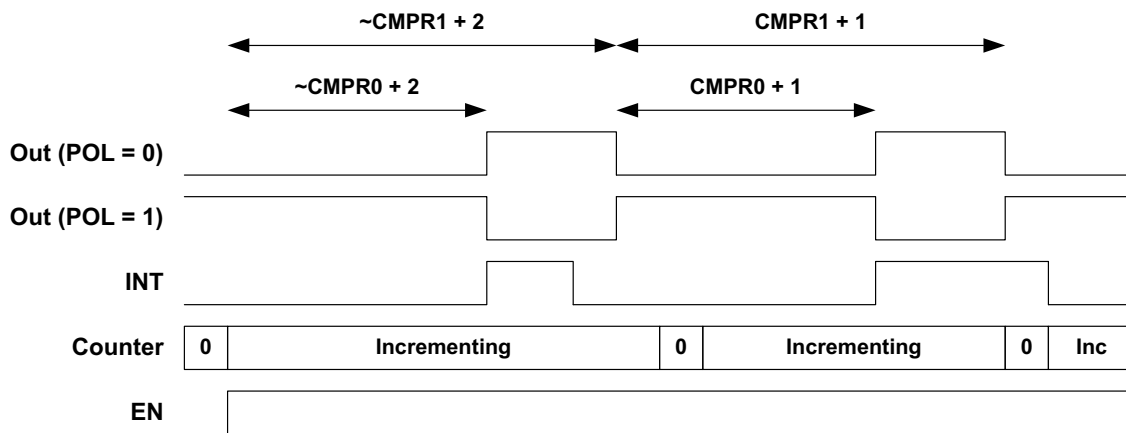 ~CMPR1 + 2 CMPR1 + 1
~CMPR0 + 2 CMPR0 + 1
Out (POL = 0)
Out (POL = 1)
INT
Counter 0 Incrementing 0 Incrementing 0 Inc
EN